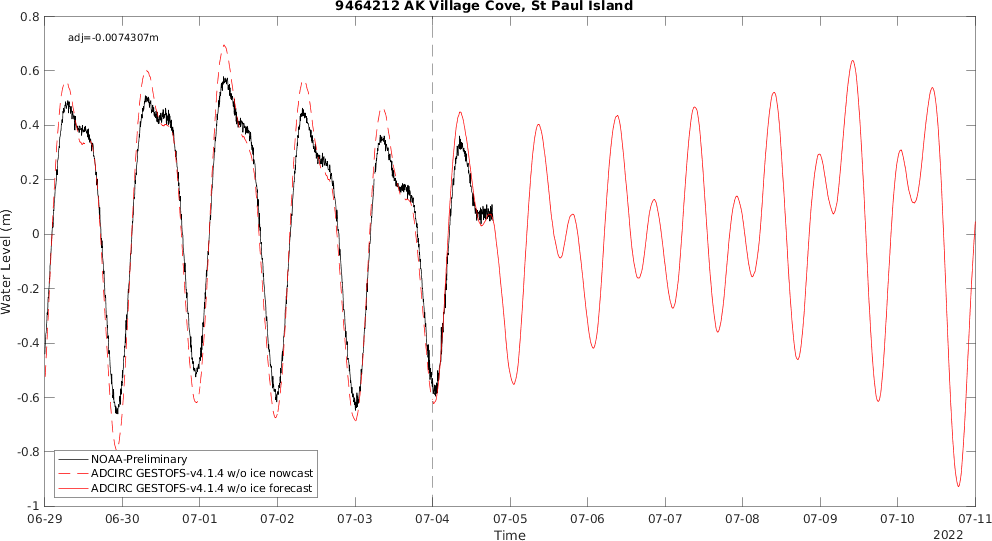 9464212 AK Village Cove, St Paul Island
adj=-0.0074307m
0.8
0.6
0.4
0.2
0
-0.2
-0.4
-0.6
-0.8
-1
Water Level (m)
NOAA-Preliminary
ADCIRC GESTOFS-v4.1.4 w/o ice nowcast
ADCIRC GESTOFS-v4.1.4 w/o ice forecast
06-29 06-30 07-01 07-02 07-03 07-04 07-05 07-06 07-07 07-08 07-09 07-10 07-11
Time
2022